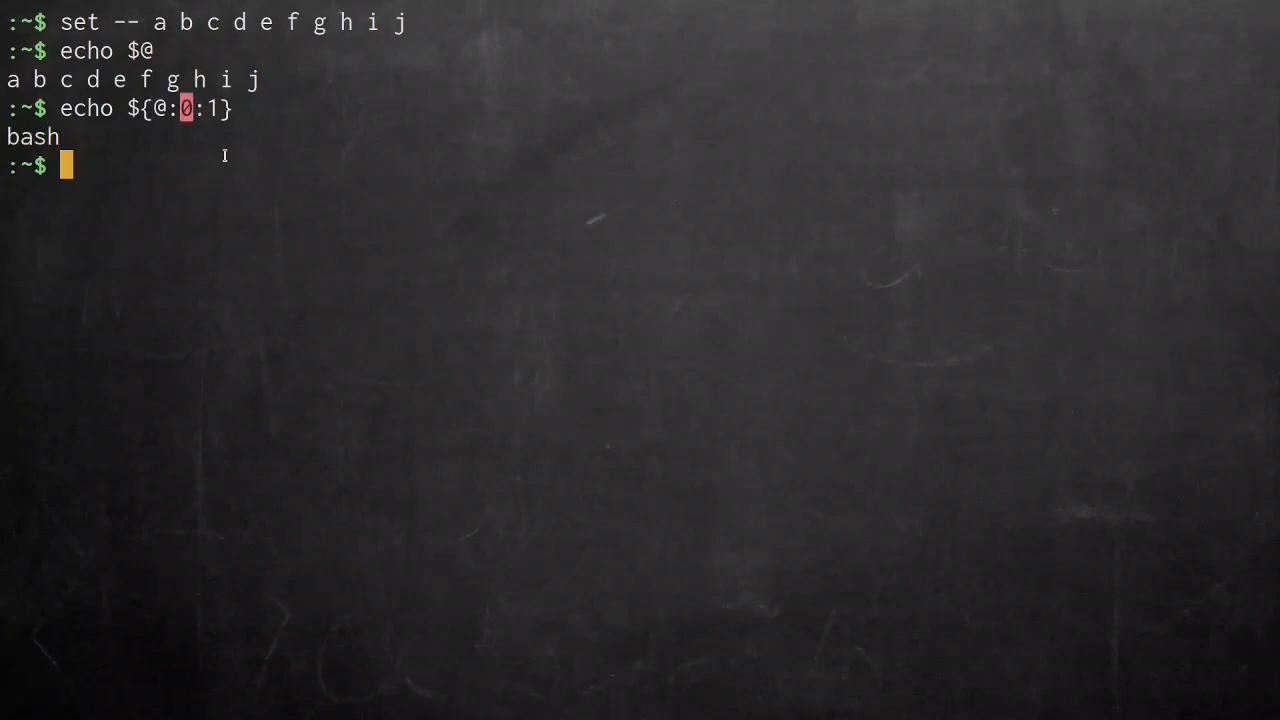 :~$ set -- a b c d e f g h i j
:~$ echo $@
a b c d e f g h i j
:~$ echo ${@:0:1}
bash
:~$